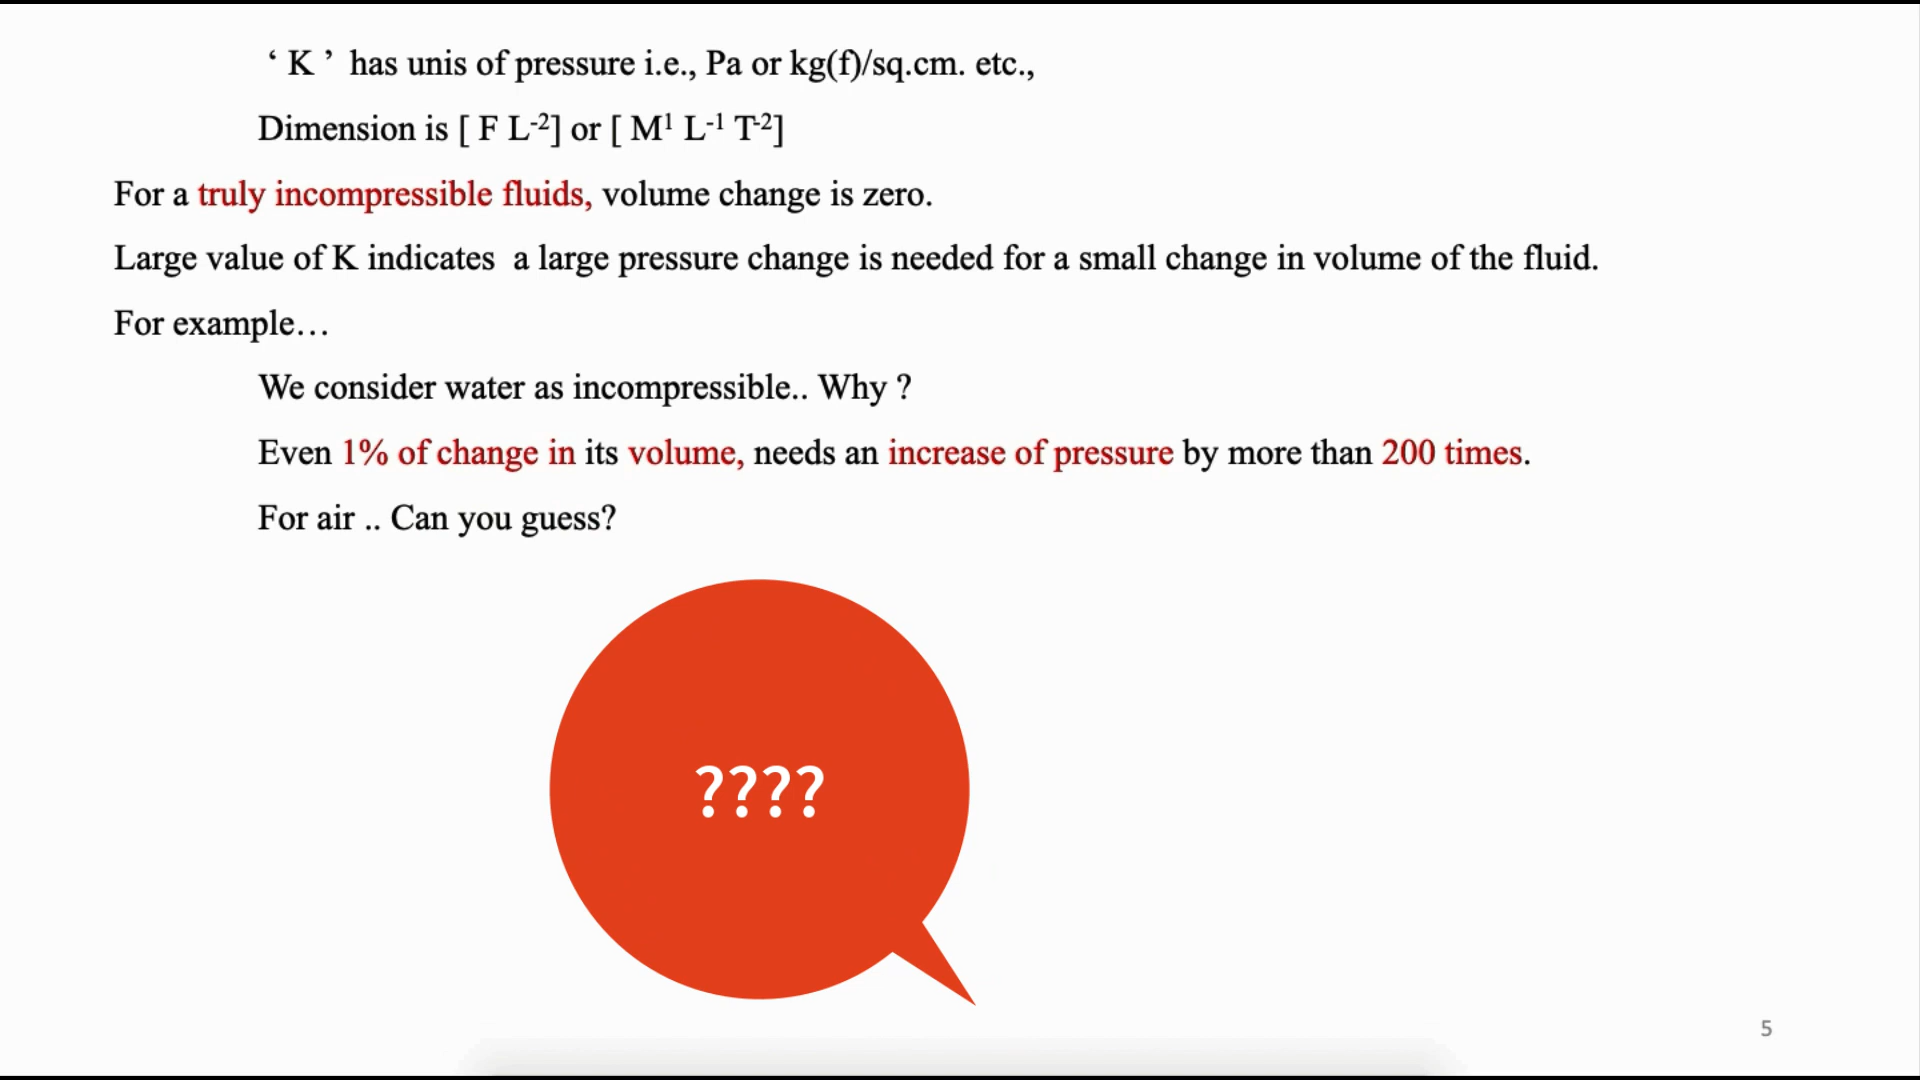 ‘ K ’ has unis of pressure i.e., Pa or kg(f)/sq.cm. etc.,
Dimension is [ F L⁻²] or [ M¹ L⁻¹ T⁻²]
For a truly incompressible fluids, volume change is zero.
Large value of K indicates a large pressure change is needed for a small change in volume of the fluid.
For example…
We consider water as incompressible.. Why ?
Even 1% of change in its volume, needs an increase of pressure by more than 200 times.
For air .. Can you guess?
????
5